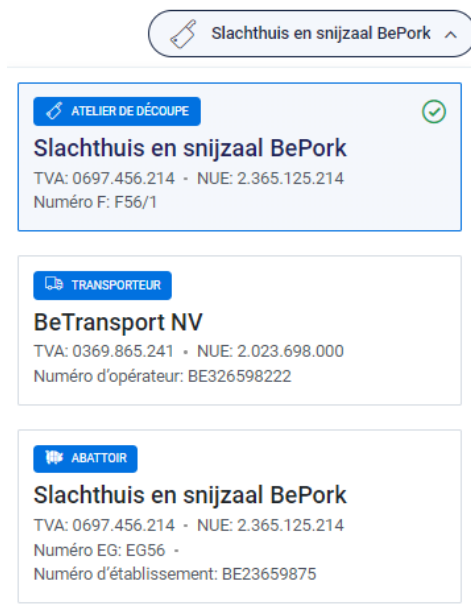 Slachthuis en snijzaal BePork
ATELIER DE DÉCOUPE
Slachthuis en snijzaal BePork
TVA: 0697.456.214 - NUE: 2.365.125.214
Numéro F: F56/1
TRANSPORTEUR
BeTransport NV
TVA: 0369.865.241 - NUE: 2.023.698.000
Numéro d'opérateur: BE326598222
ABATTOIR
Slachthuis en snijzaal BePork
TVA: 0697.456.214 - NUE: 2.365.125.214
Numéro EG: EG56 -
Numéro d'établissement: BE23659875